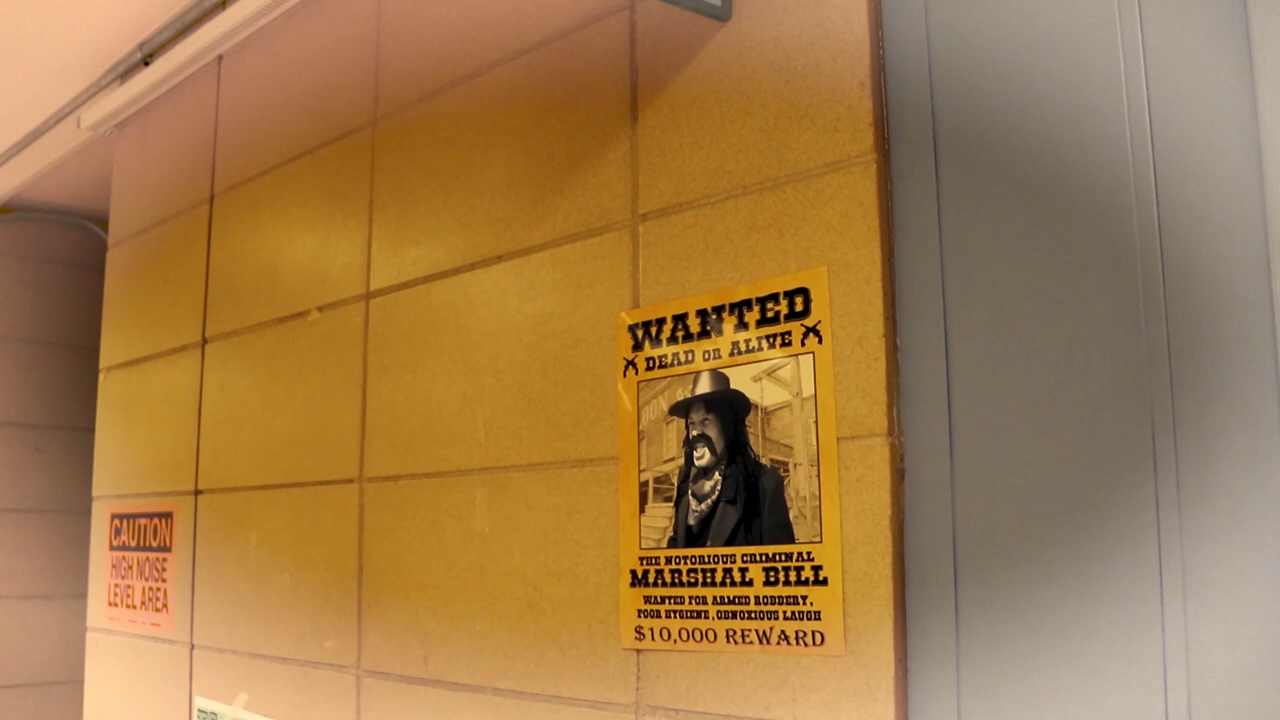 WANTED
DEAD OR ALIVE
THE NOTORIOUS CRIMINAL
MARSHAL BILL
WANTED FOR ARMED ROBBERY,
POOR HYGIENE, OBNOXIOUS LAUGH
$10,000 REWARD
CAUTION
HIGH NOISE
LEVEL AREA